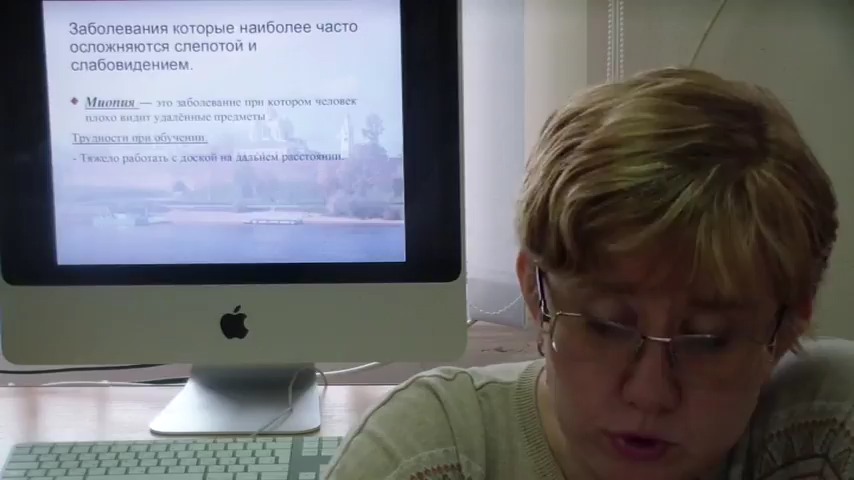 Заболевания которые наиболее часто
осложняются слепотой и
слабовидением.
Миопия — это заболевание при котором человек
плохо видит удалённые предметы
Трудности при обучении:
- Тяжело работать с доской на дальнем расстоянии.